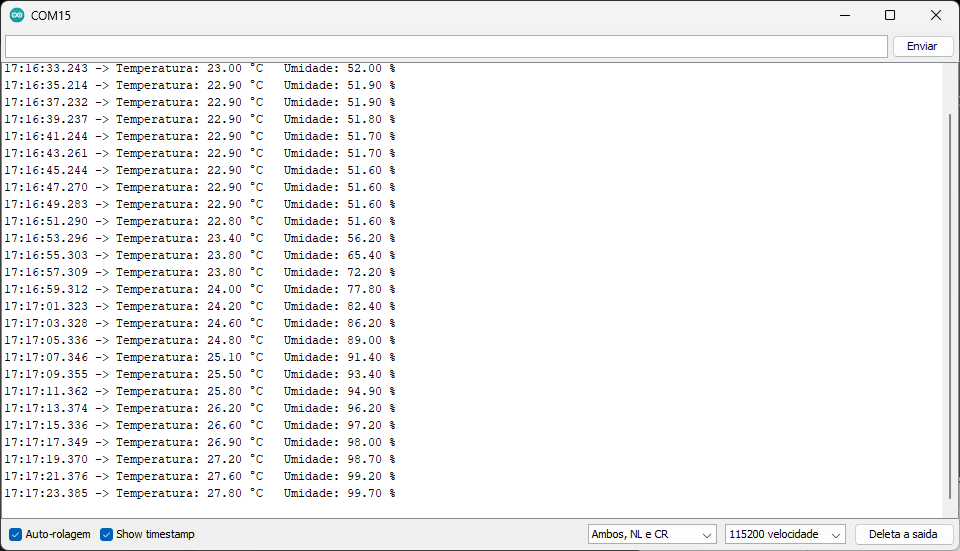 COM15
Enviar
17:16:33.243 -> Temperatura: 23.00 °C   Umidade: 52.00 %
17:16:35.214 -> Temperatura: 22.90 °C   Umidade: 51.90 %
17:16:37.232 -> Temperatura: 22.90 °C   Umidade: 51.90 %
17:16:39.237 -> Temperatura: 22.90 °C   Umidade: 51.80 %
17:16:41.244 -> Temperatura: 22.90 °C   Umidade: 51.70 %
17:16:43.261 -> Temperatura: 22.90 °C   Umidade: 51.70 %
17:16:45.244 -> Temperatura: 22.90 °C   Umidade: 51.60 %
17:16:47.270 -> Temperatura: 22.90 °C   Umidade: 51.60 %
17:16:49.283 -> Temperatura: 22.90 °C   Umidade: 51.60 %
17:16:51.290 -> Temperatura: 22.80 °C   Umidade: 51.60 %
17:16:53.296 -> Temperatura: 23.40 °C   Umidade: 56.20 %
17:16:55.303 -> Temperatura: 23.80 °C   Umidade: 65.40 %
17:16:57.309 -> Temperatura: 23.80 °C   Umidade: 72.20 %
17:16:59.312 -> Temperatura: 24.00 °C   Umidade: 77.80 %
17:17:01.323 -> Temperatura: 24.20 °C   Umidade: 82.40 %
17:17:03.328 -> Temperatura: 24.60 °C   Umidade: 86.20 %
17:17:05.336 -> Temperatura: 24.80 °C   Umidade: 89.00 %
17:17:07.346 -> Temperatura: 25.10 °C   Umidade: 91.40 %
17:17:09.355 -> Temperatura: 25.50 °C   Umidade: 93.40 %
17:17:11.362 -> Temperatura: 25.80 °C   Umidade: 94.90 %
17:17:13.374 -> Temperatura: 26.20 °C   Umidade: 96.20 %
17:17:15.336 -> Temperatura: 26.60 °C   Umidade: 97.20 %
17:17:17.349 -> Temperatura: 26.90 °C   Umidade: 98.00 %
17:17:19.370 -> Temperatura: 27.20 °C   Umidade: 98.70 %
17:17:21.376 -> Temperatura: 27.60 °C   Umidade: 99.20 %
17:17:23.385 -> Temperatura: 27.80 °C   Umidade: 99.70 %
Auto-rolagem Show timestamp Ambos, NL e CR 115200 velocidade Deleta a saida